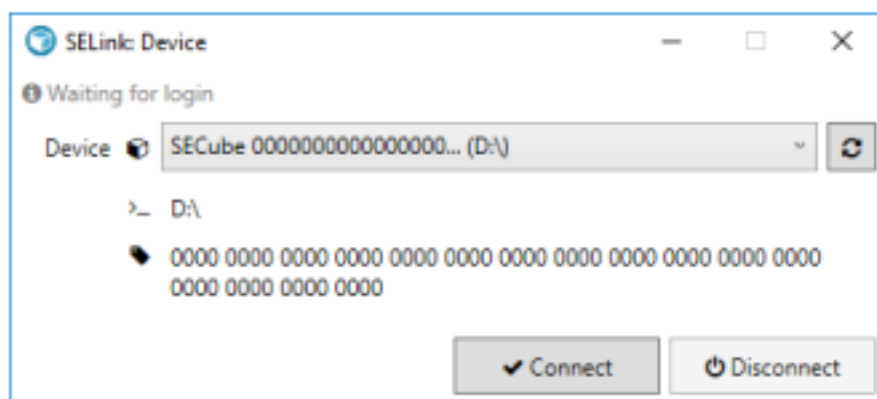 SELink: Device
Waiting for login
Device SECube 0000000000000000... (D:\)
>_ D:\
0000 0000 0000 0000 0000 0000 0000 0000 0000 0000 0000 0000
0000 0000 0000 0000
Connect Disconnect